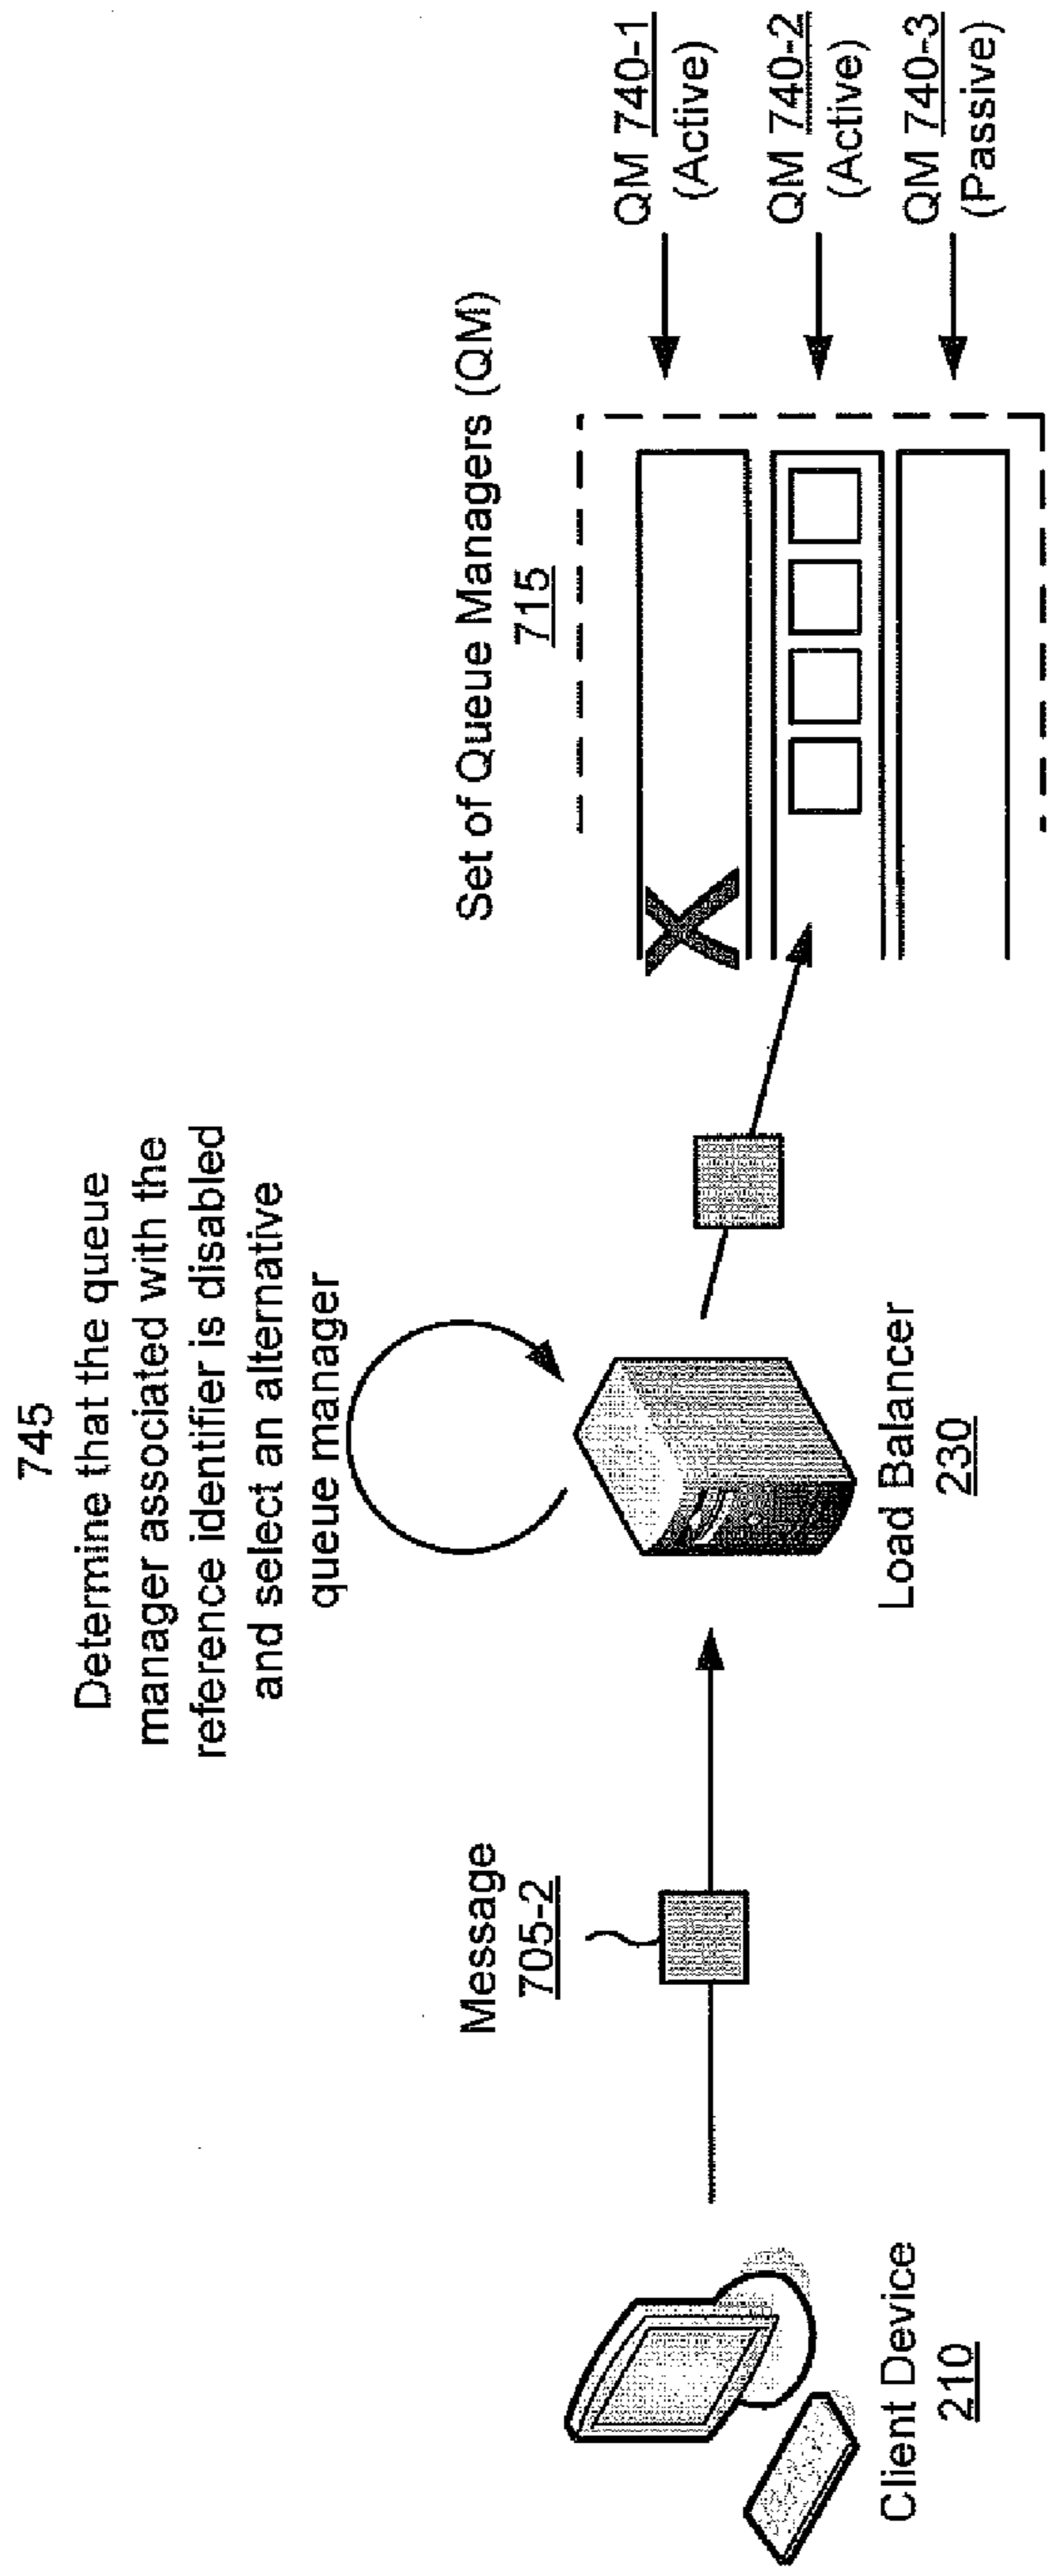 745
Determine that the queue
manager associated with the
reference identifier is disabled
and select an alternative
queue manager
Set of Queue Managers (QM)
715
QM 740-1
(Active)
QM 740-2
(Active)
QM 740-3
(Passive)
Message
705-2
Client Device
210
Load Balancer
230